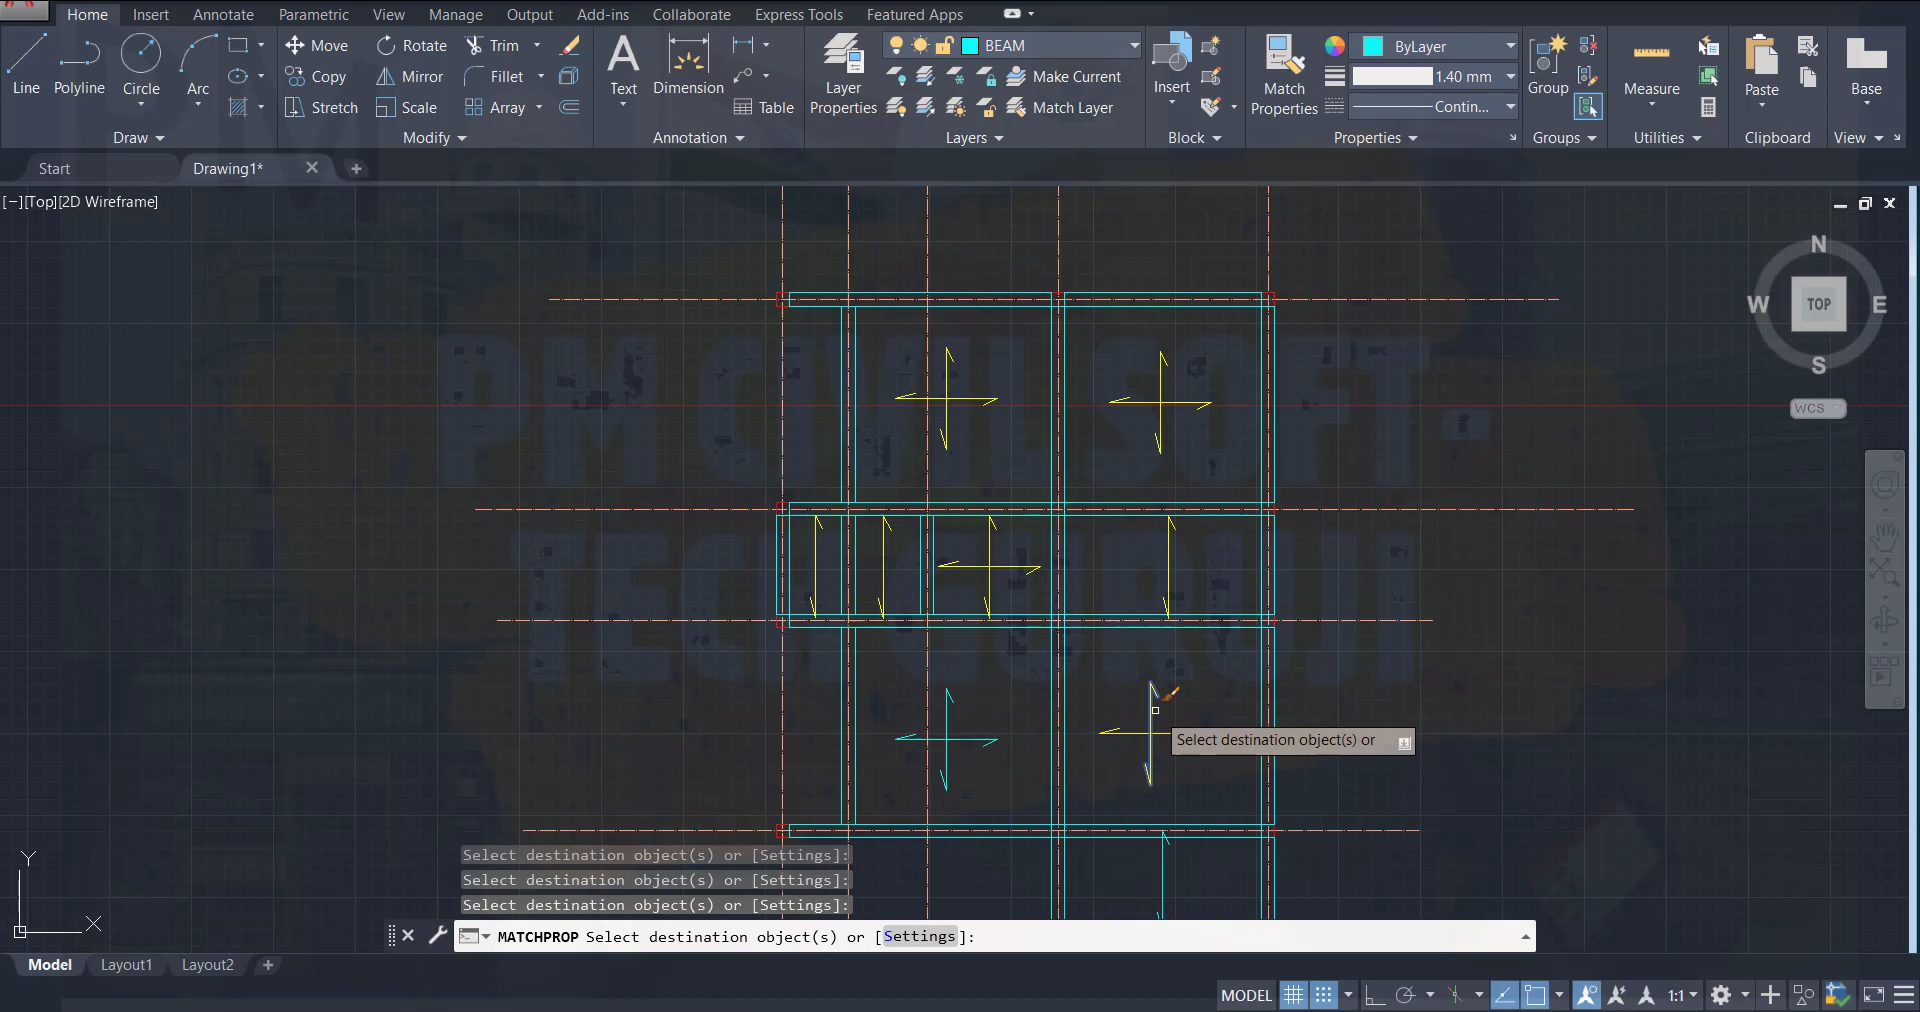 Home Insert Annotate Parametric View Manage Output Add-ins Collaborate Express Tools Featured Apps
Line Polyline Circle Arc
Move Rotate Trim
Copy Mirror Fillet
Stretch Scale Array
Text Dimension Table
Layer Properties
BEAM
Make Current
Match Layer
Insert
Match Properties
ByLayer
1.40 mm
Contin...
Group Measure Paste Base
Draw Modify Annotation Layers Block Properties Groups Utilities Clipboard View
Start Drawing1*
[−][Top][2D Wireframe]
N
W TOP E
S
WCS
PM CIVILSOFT-
TECH GURUJI
Select destination object(s) or
Y
X
Select destination object(s) or [Settings]:
Select destination object(s) or [Settings]:
Select destination object(s) or [Settings]:
MATCHPROP Select destination object(s) or [Settings]:
Model Layout1 Layout2
MODEL 1:1